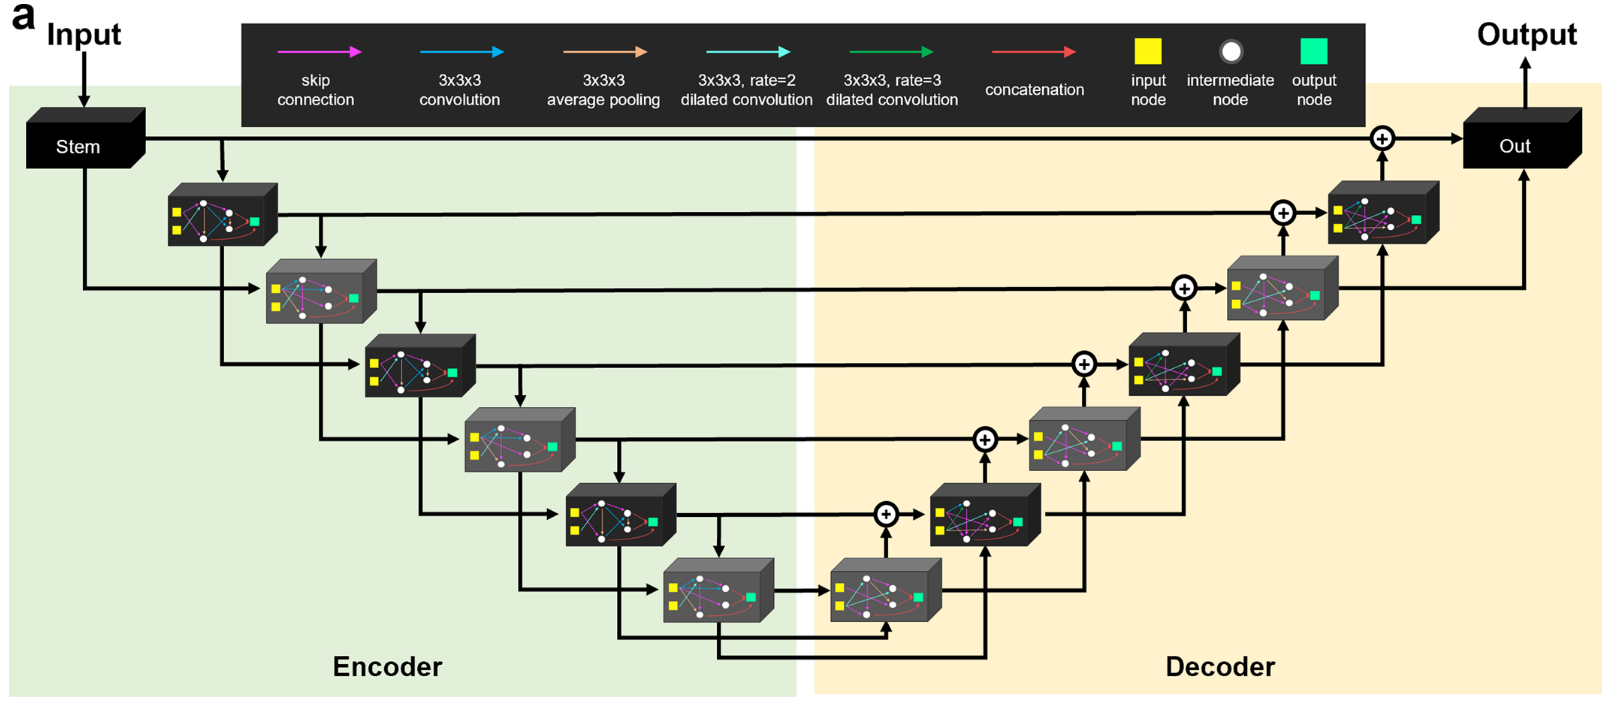 a
Input
Output
skip
connection
3x3x3
convolution
3x3x3
average pooling
3x3x3, rate=2
dilated convolution
3x3x3, rate=3
dilated convolution
concatenation
input
node
intermediate
node
output
node
Stem
Out
Encoder
Decoder